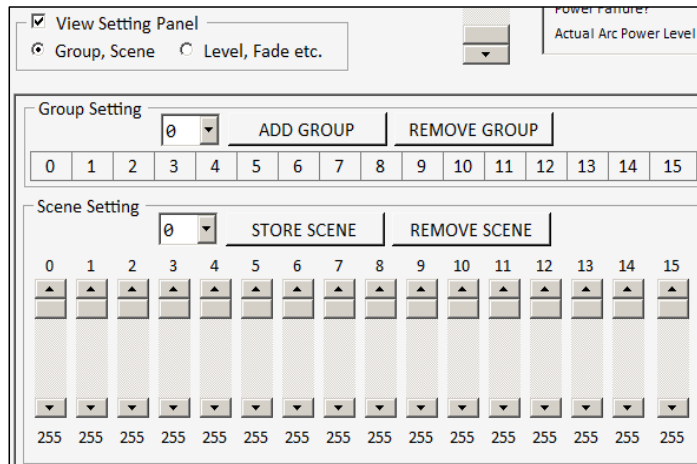 Power Failure?
Actual Arc Power Level
View Setting Panel
Group, Scene Level, Fade etc.
Group Setting
0 ADD GROUP REMOVE GROUP
0 1 2 3 4 5 6 7 8 9 10 11 12 13 14 15
Scene Setting
0 STORE SCENE REMOVE SCENE
0 1 2 3 4 5 6 7 8 9 10 11 12 13 14 15
255 255 255 255 255 255 255 255 255 255 255 255 255 255 255 255